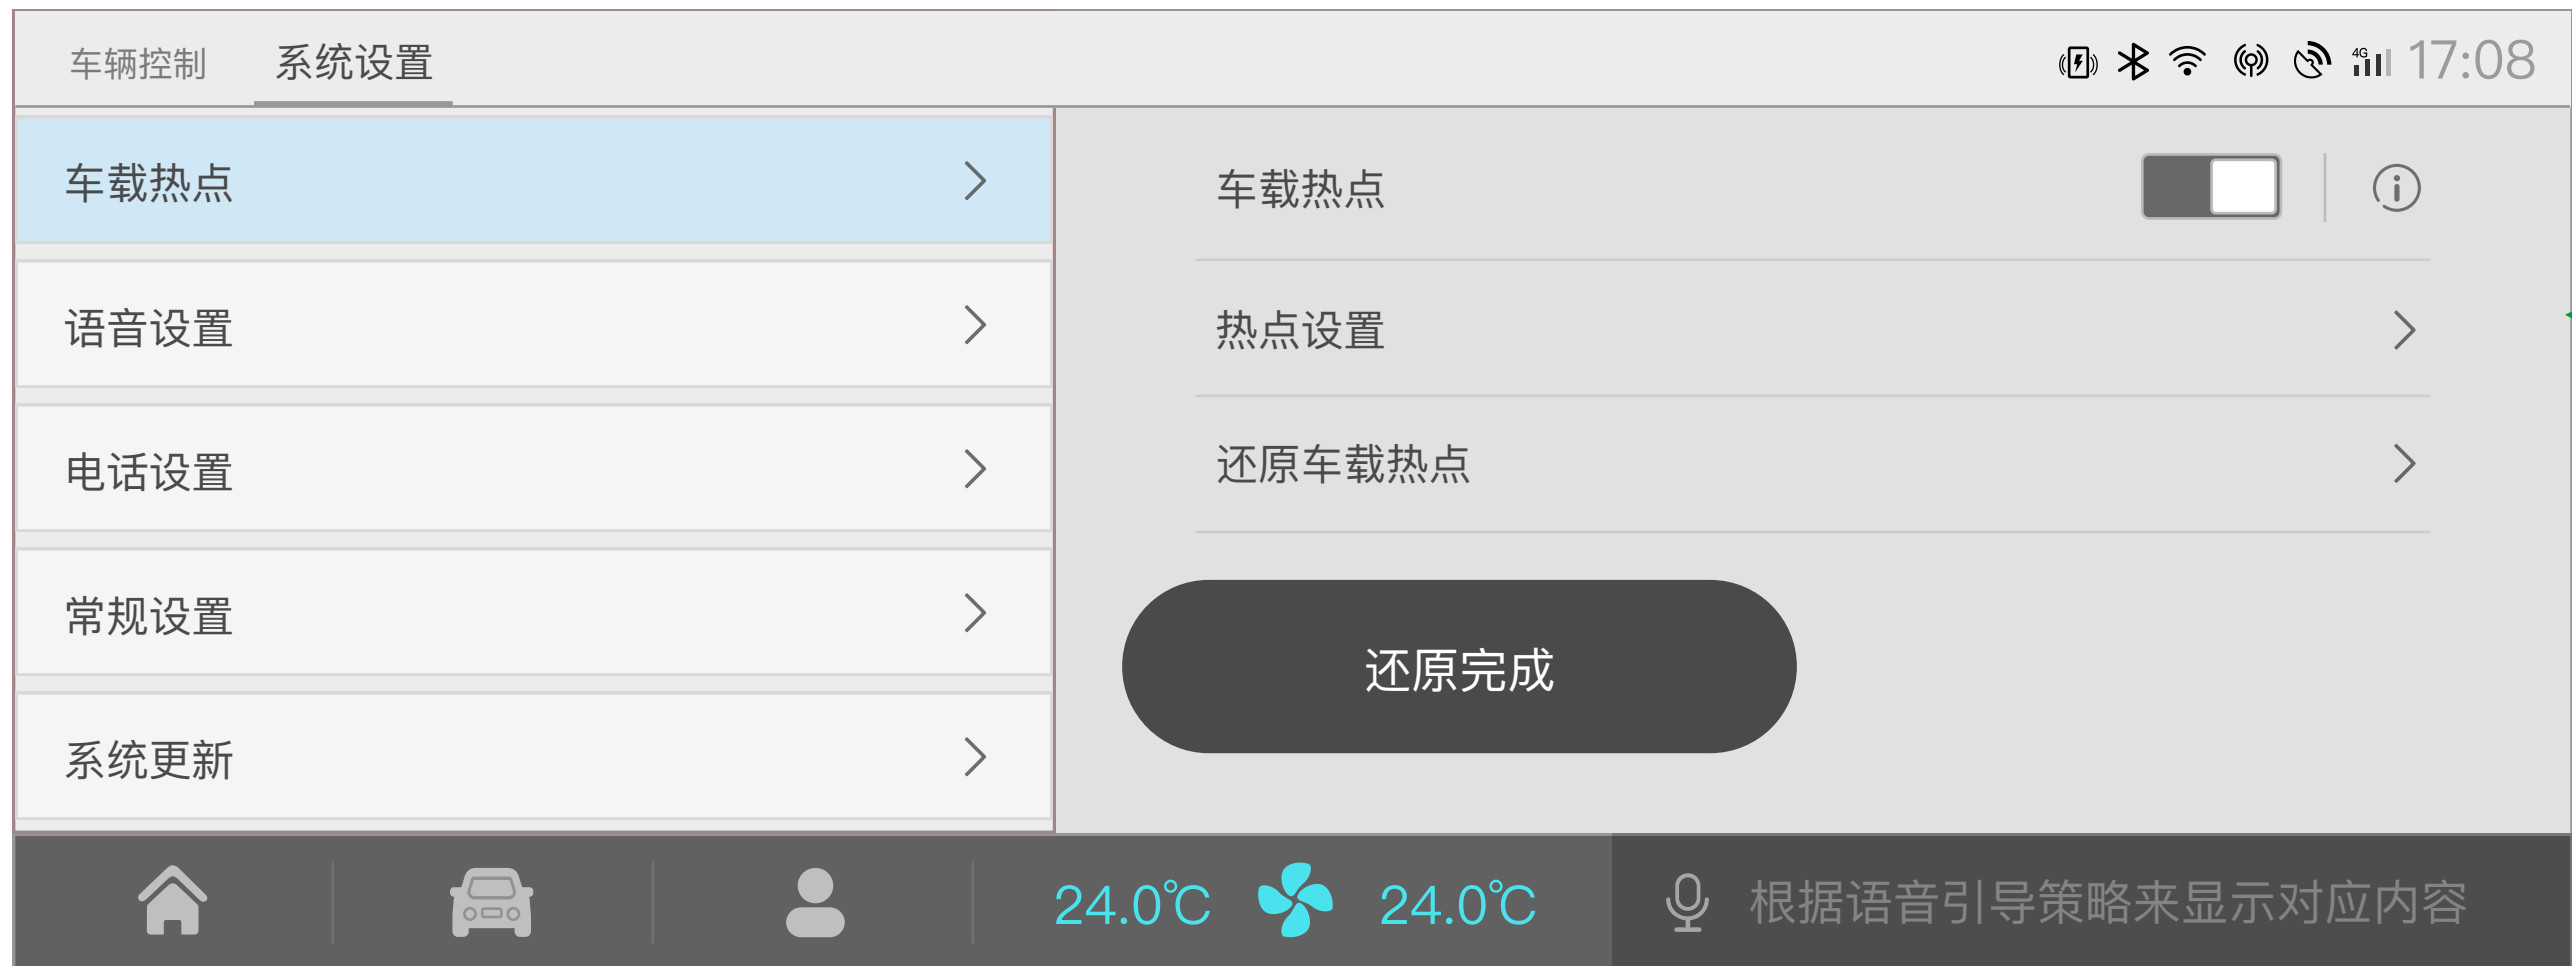 车辆控制 系统设置 4G 17:08
车载热点
语音设置
电话设置
常规设置
系统更新
车载热点
热点设置
还原车载热点
还原完成
24.0℃ 24.0℃ 根据语音引导策略来显示对应内容